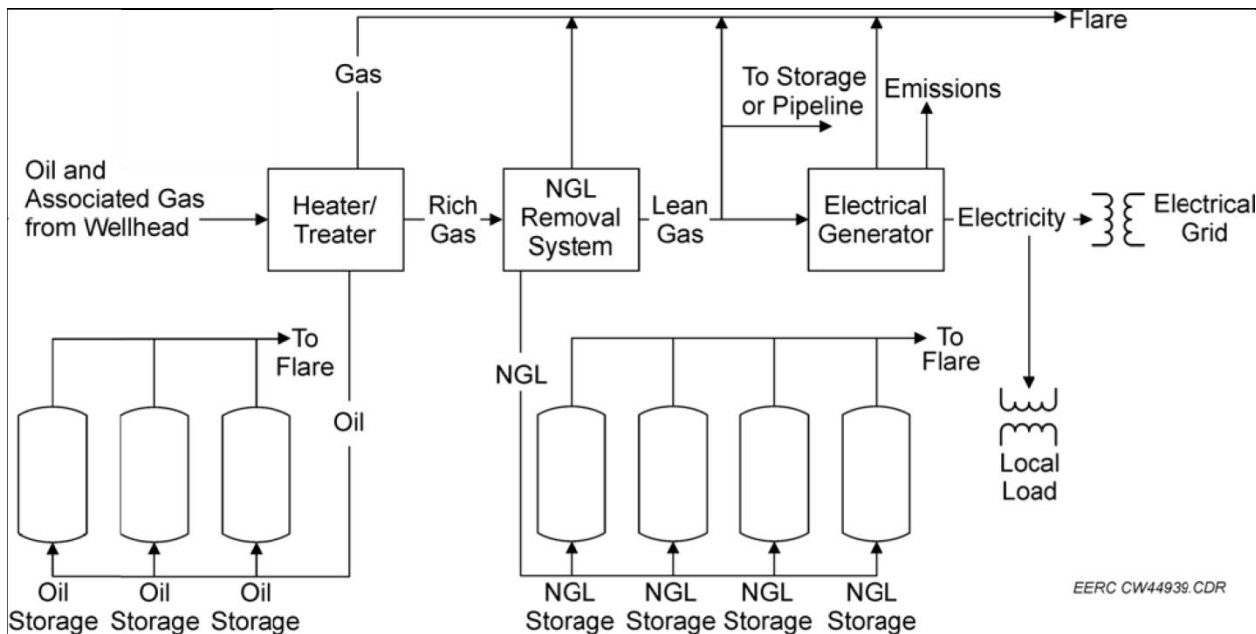 Flare
Gas
To Storage
or Pipeline
Emissions
Oil and
Associated Gas
from Wellhead
Heater/
Treater
Rich
Gas
NGL
Removal
System
Lean
Gas
Electrical
Generator
Electricity
Electrical
Grid
To
Flare
Oil
NGL
To
Flare
Local
Load
Oil
Storage
Oil
Storage
Oil
Storage
NGL
Storage
NGL
Storage
NGL
Storage
NGL
Storage
EERC CW44939.CDR